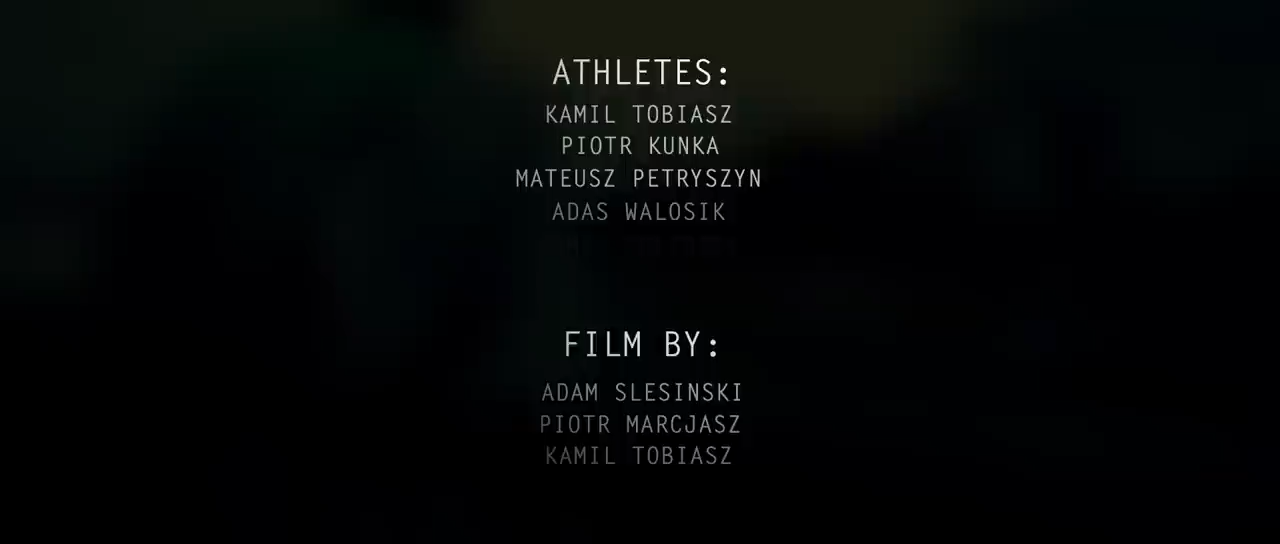 ATHLETES:
KAMIL TOBIASZ
PIOTR KUNKA
MATEUSZ PETRYSZYN
ADAS WALOSIK
FILM BY:
ADAM SLESINSKI
PIOTR MARCJASZ
KAMIL TOBIASZ